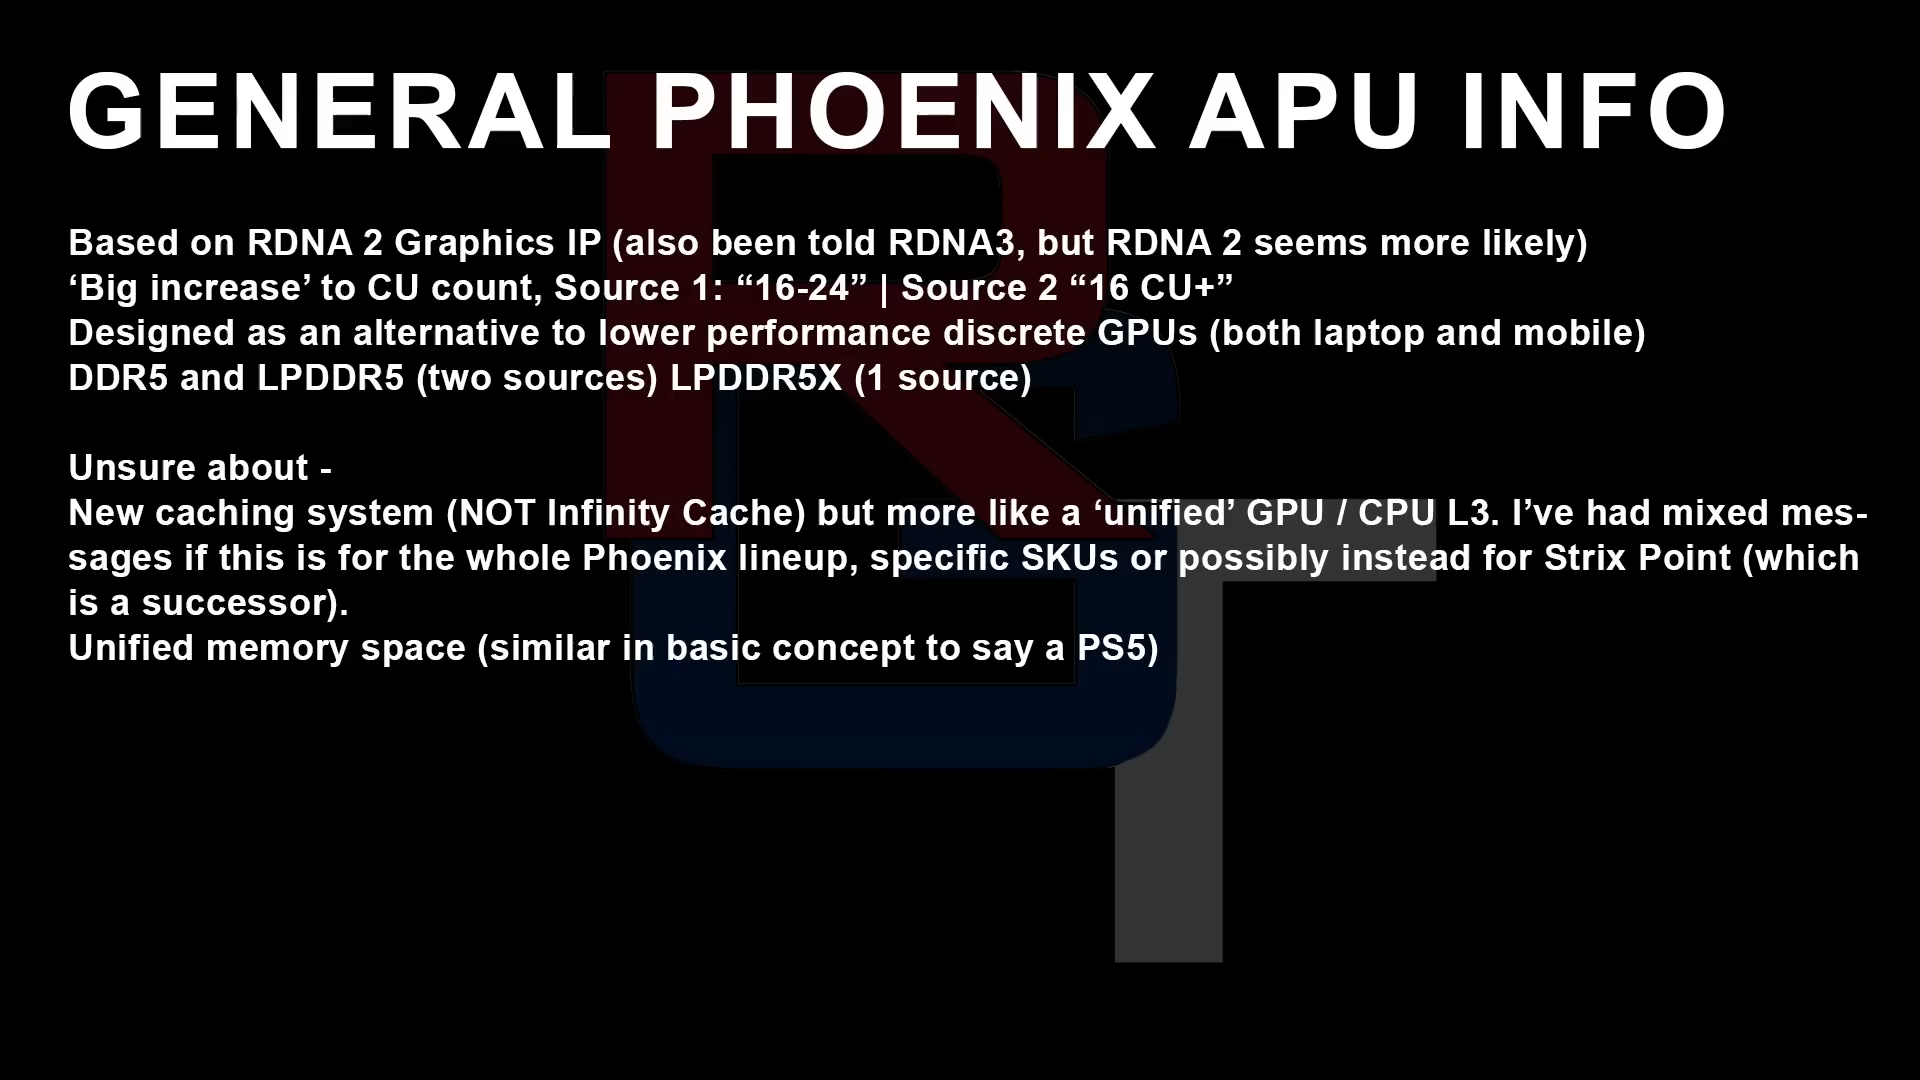 GENERAL PHOENIX APU INFO
Based on RDNA 2 Graphics IP (also been told RDNA3, but RDNA 2 seems more likely)
‘Big increase’ to CU count, Source 1: “16-24” | Source 2 “16 CU+”
Designed as an alternative to lower performance discrete GPUs (both laptop and mobile)
DDR5 and LPDDR5 (two sources) LPDDR5X (1 source)
Unsure about -
New caching system (NOT Infinity Cache) but more like a ‘unified’ GPU / CPU L3. I’ve had mixed mes-
sages if this is for the whole Phoenix lineup, specific SKUs or possibly instead for Strix Point (which
is a successor).
Unified memory space (similar in basic concept to say a PS5)